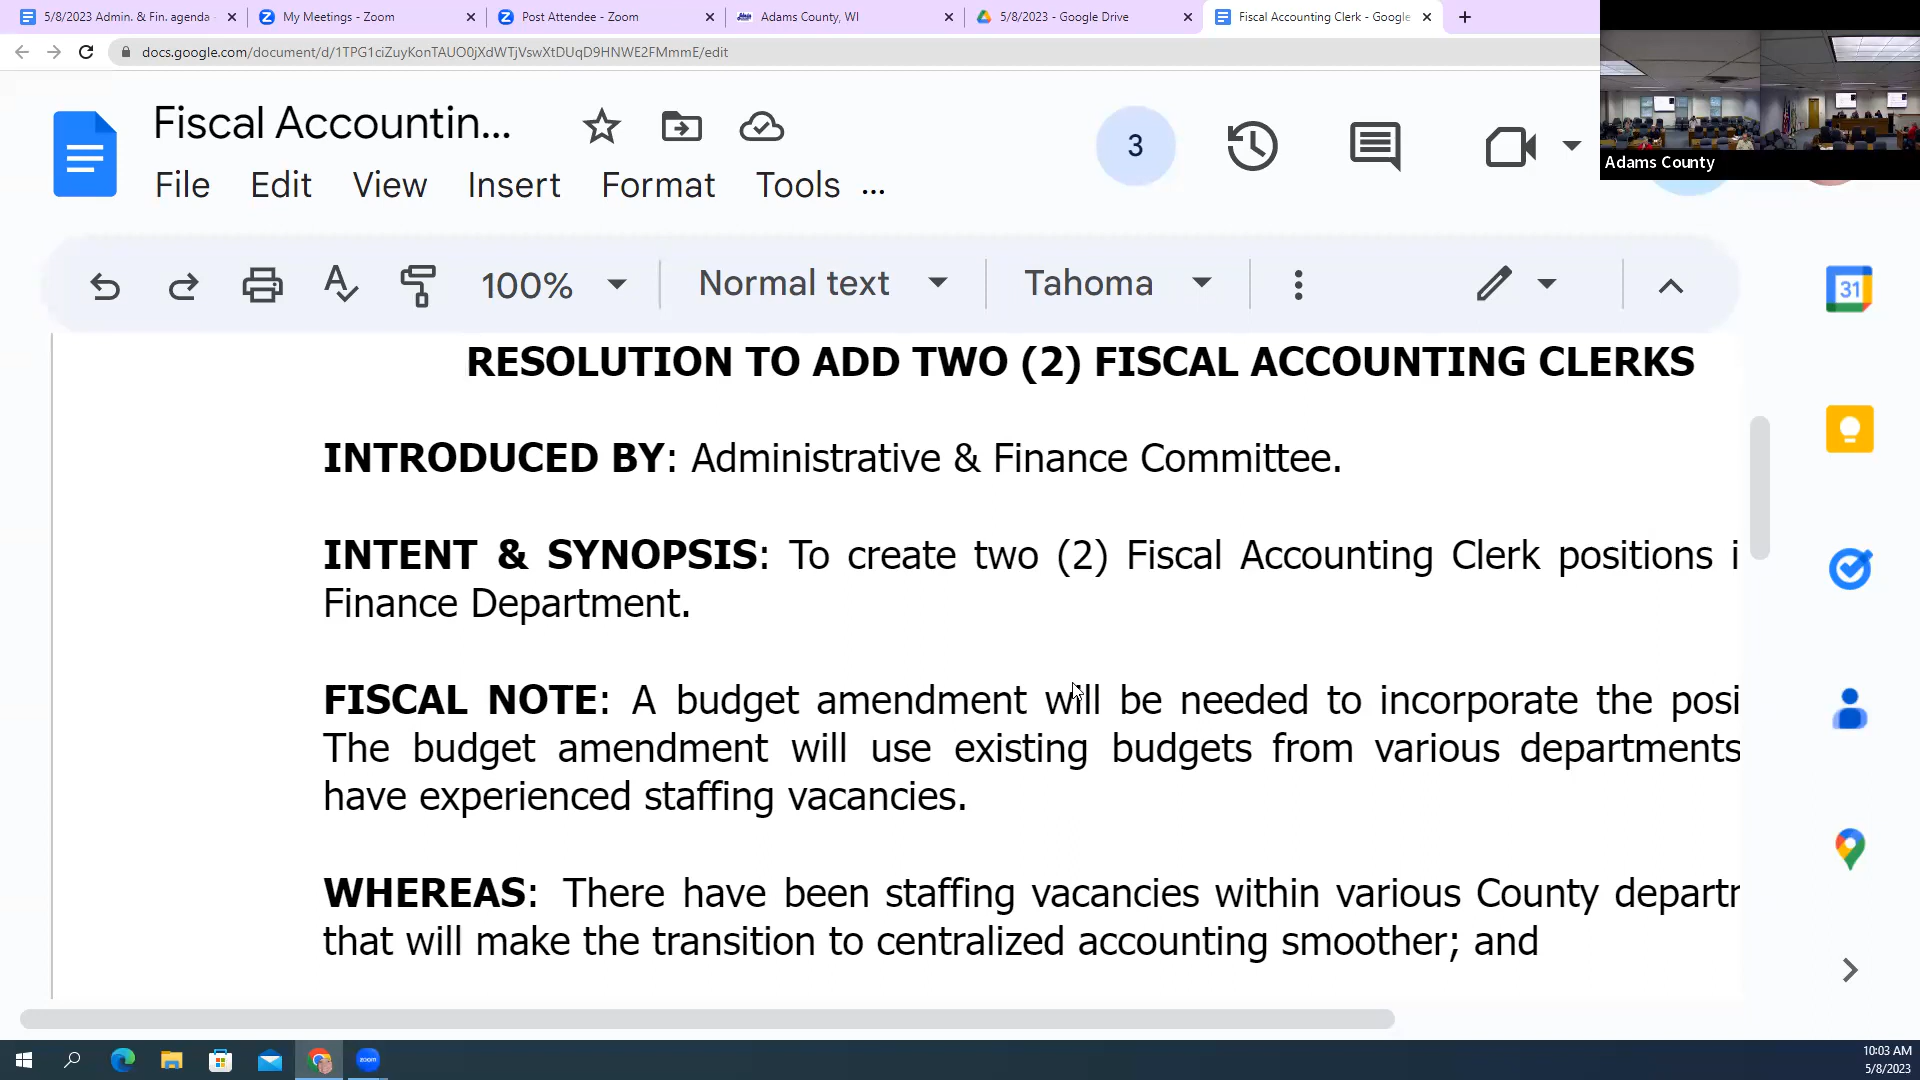 5/8/2023 Admin. & Fin. agenda
My Meetings - Zoom
Post Attendee - Zoom
Adams County, WI
5/8/2023 - Google Drive
Fiscal Accounting Clerk - Google
docs.google.com/document/d/1TPG1ciZuyKonTAUO0jXdWTjVswXtDUqD9HNWE2FMmmE/edit
Adams County
Fiscal Accountin...
3
File Edit View Insert Format Tools ...
100% Normal text Tahoma
31
RESOLUTION TO ADD TWO (2) FISCAL ACCOUNTING CLERKS
INTRODUCED BY: Administrative & Finance Committee.
INTENT & SYNOPSIS: To create two (2) Fiscal Accounting Clerk positions i
Finance Department.
FISCAL NOTE: A budget amendment will be needed to incorporate the posi
The budget amendment will use existing budgets from various departments
have experienced staffing vacancies.
WHEREAS: There have been staffing vacancies within various County departr
that will make the transition to centralized accounting smoother; and
zoom
10:03 AM
5/8/2023